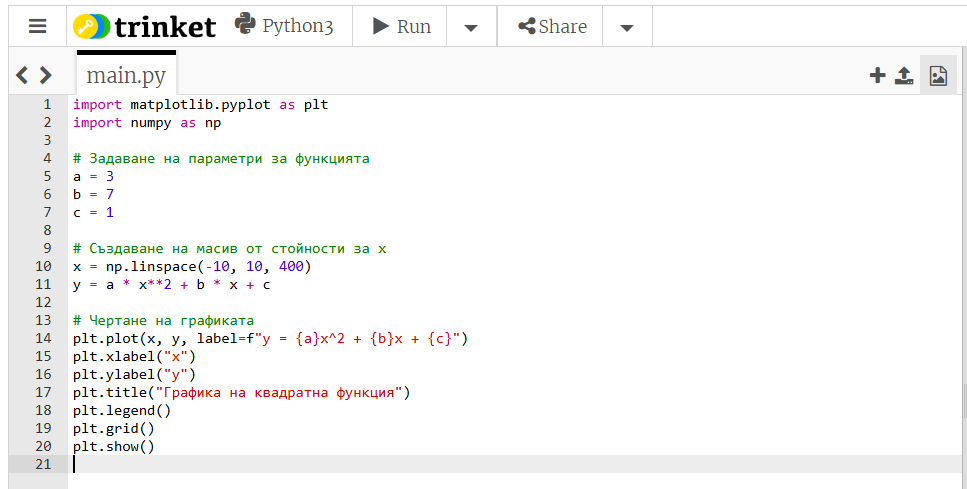 trinket Python3 Run Share
main.py
1 import matplotlib.pyplot as plt
2 import numpy as np
3
4 # Задаване на параметри за функцията
5 a = 3
6 b = 7
7 c = 1
8
9 # Създаване на масив от стойности за x
10 x = np.linspace(-10, 10, 400)
11 y = a * x**2 + b * x + c
12
13 # Чертане на графиката
14 plt.plot(x, y, label=f"y = {a}x^2 + {b}x + {c}")
15 plt.xlabel("x")
16 plt.ylabel("y")
17 plt.title("Графика на квадратна функция")
18 plt.legend()
19 plt.grid()
20 plt.show()
21